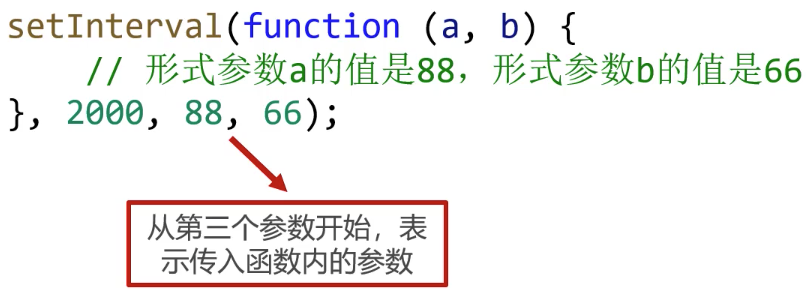 setInterval(function (a, b) {
// 形式参数a的值是88，形式参数b的值是66
}, 2000, 88, 66);
从第三个参数开始，表
示传入函数内的参数